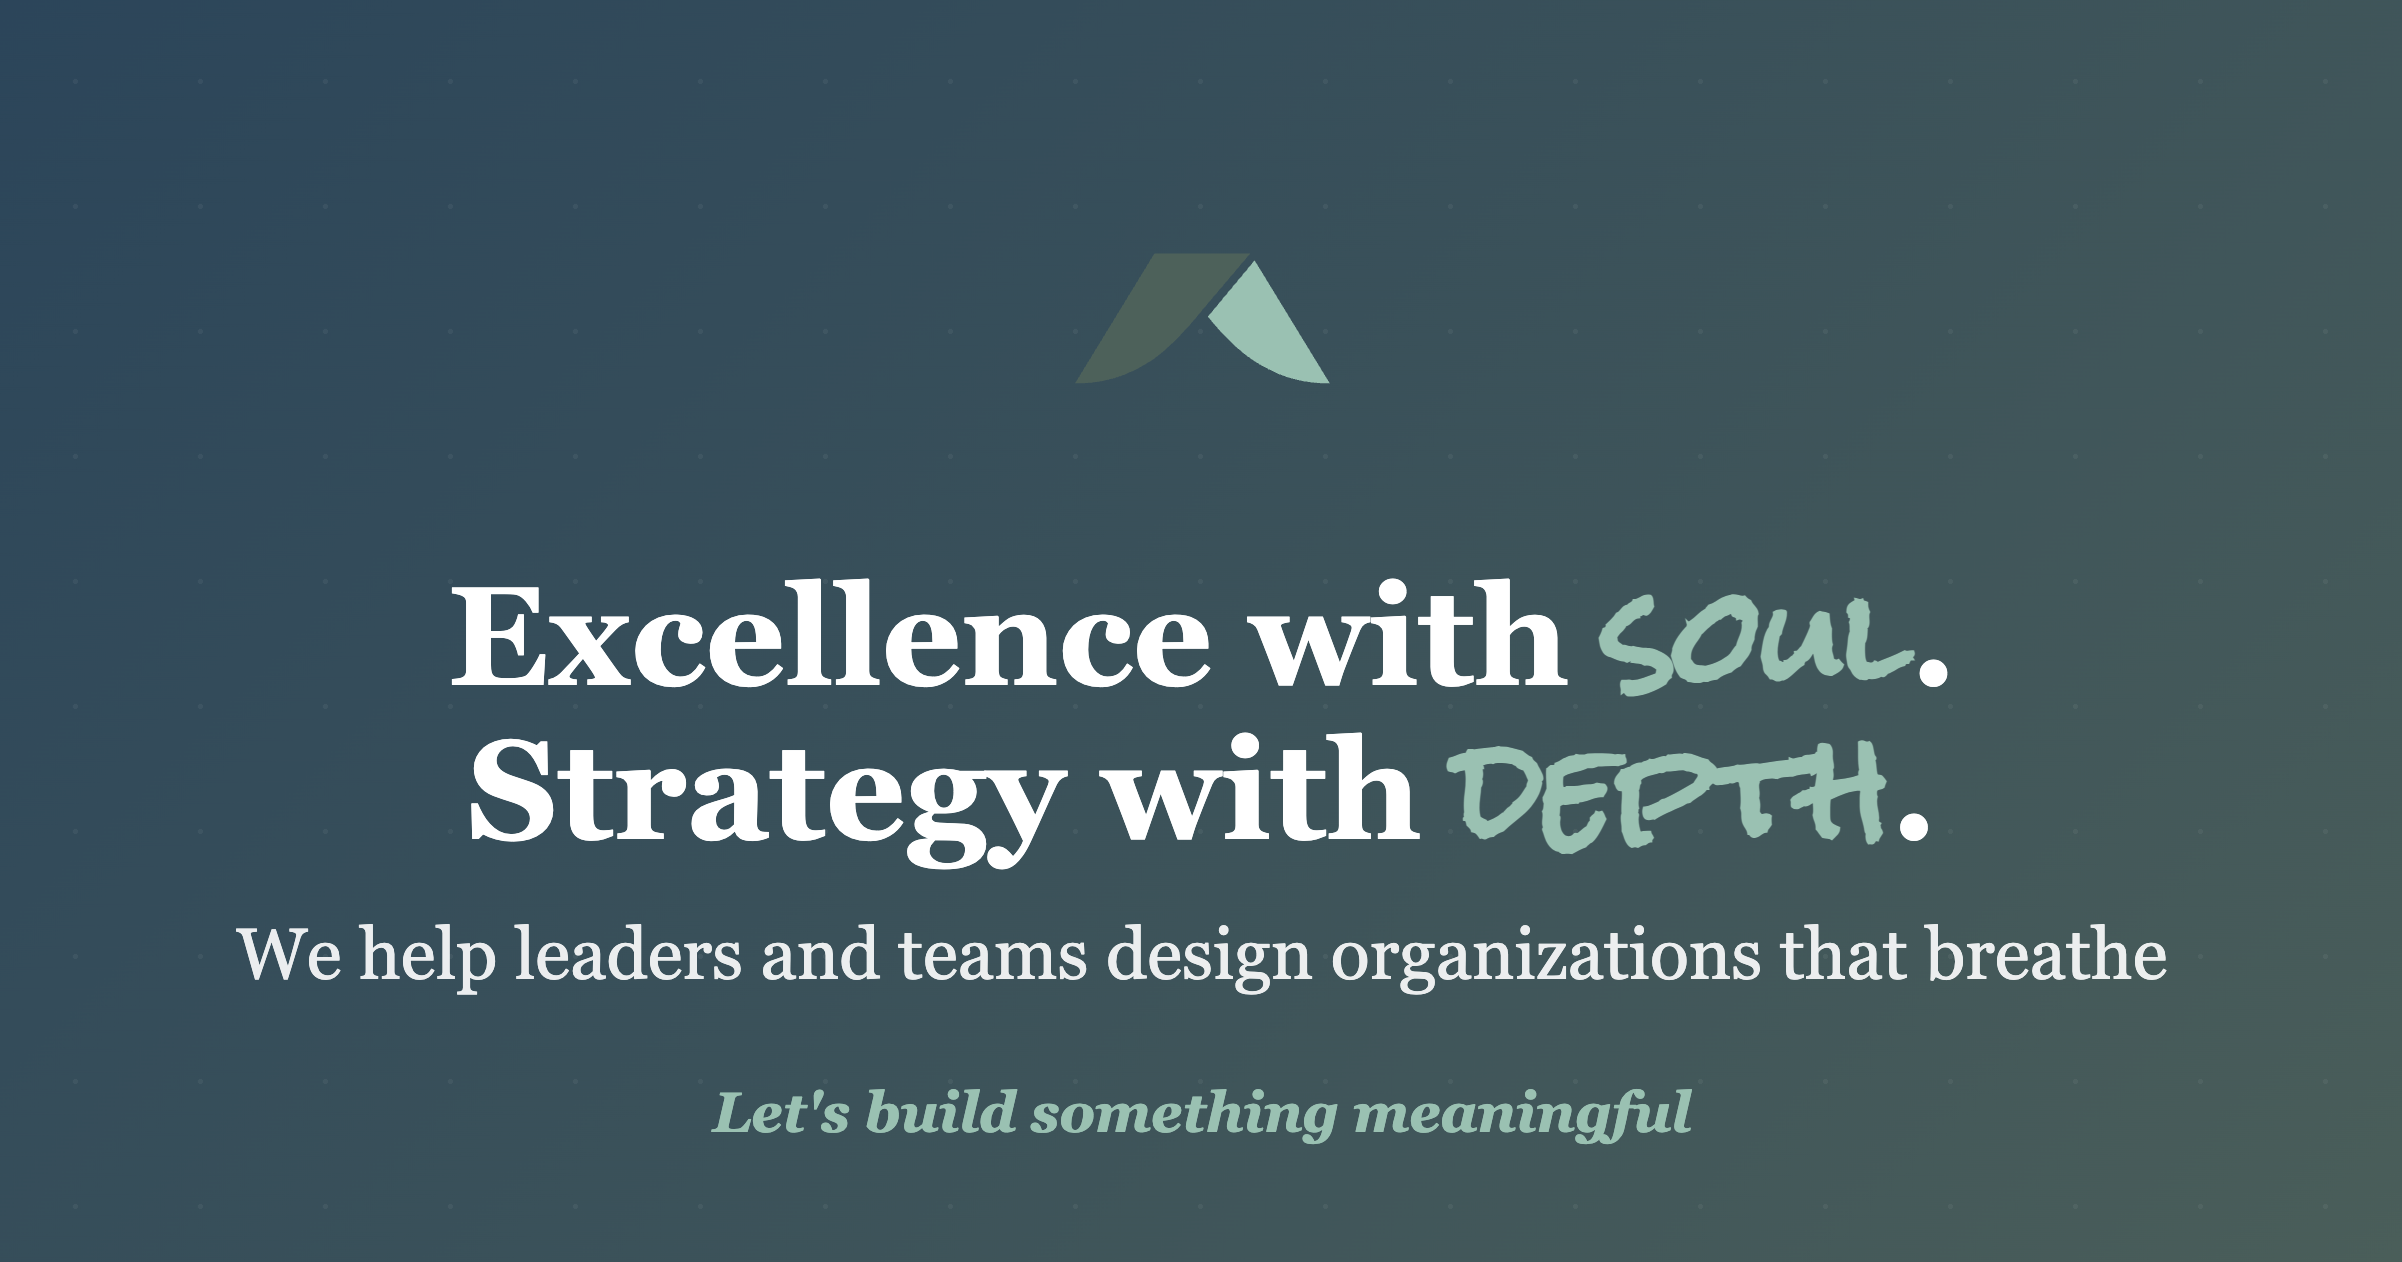 Excellence with SOUL.
Strategy with DEPTH.
We help leaders and teams design organizations that breathe
Let's build something meaningful